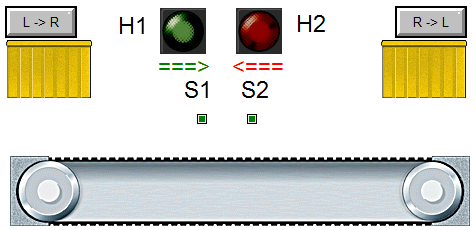 L -> R
H1
H2
R -> L
===>
<===
S1
S2